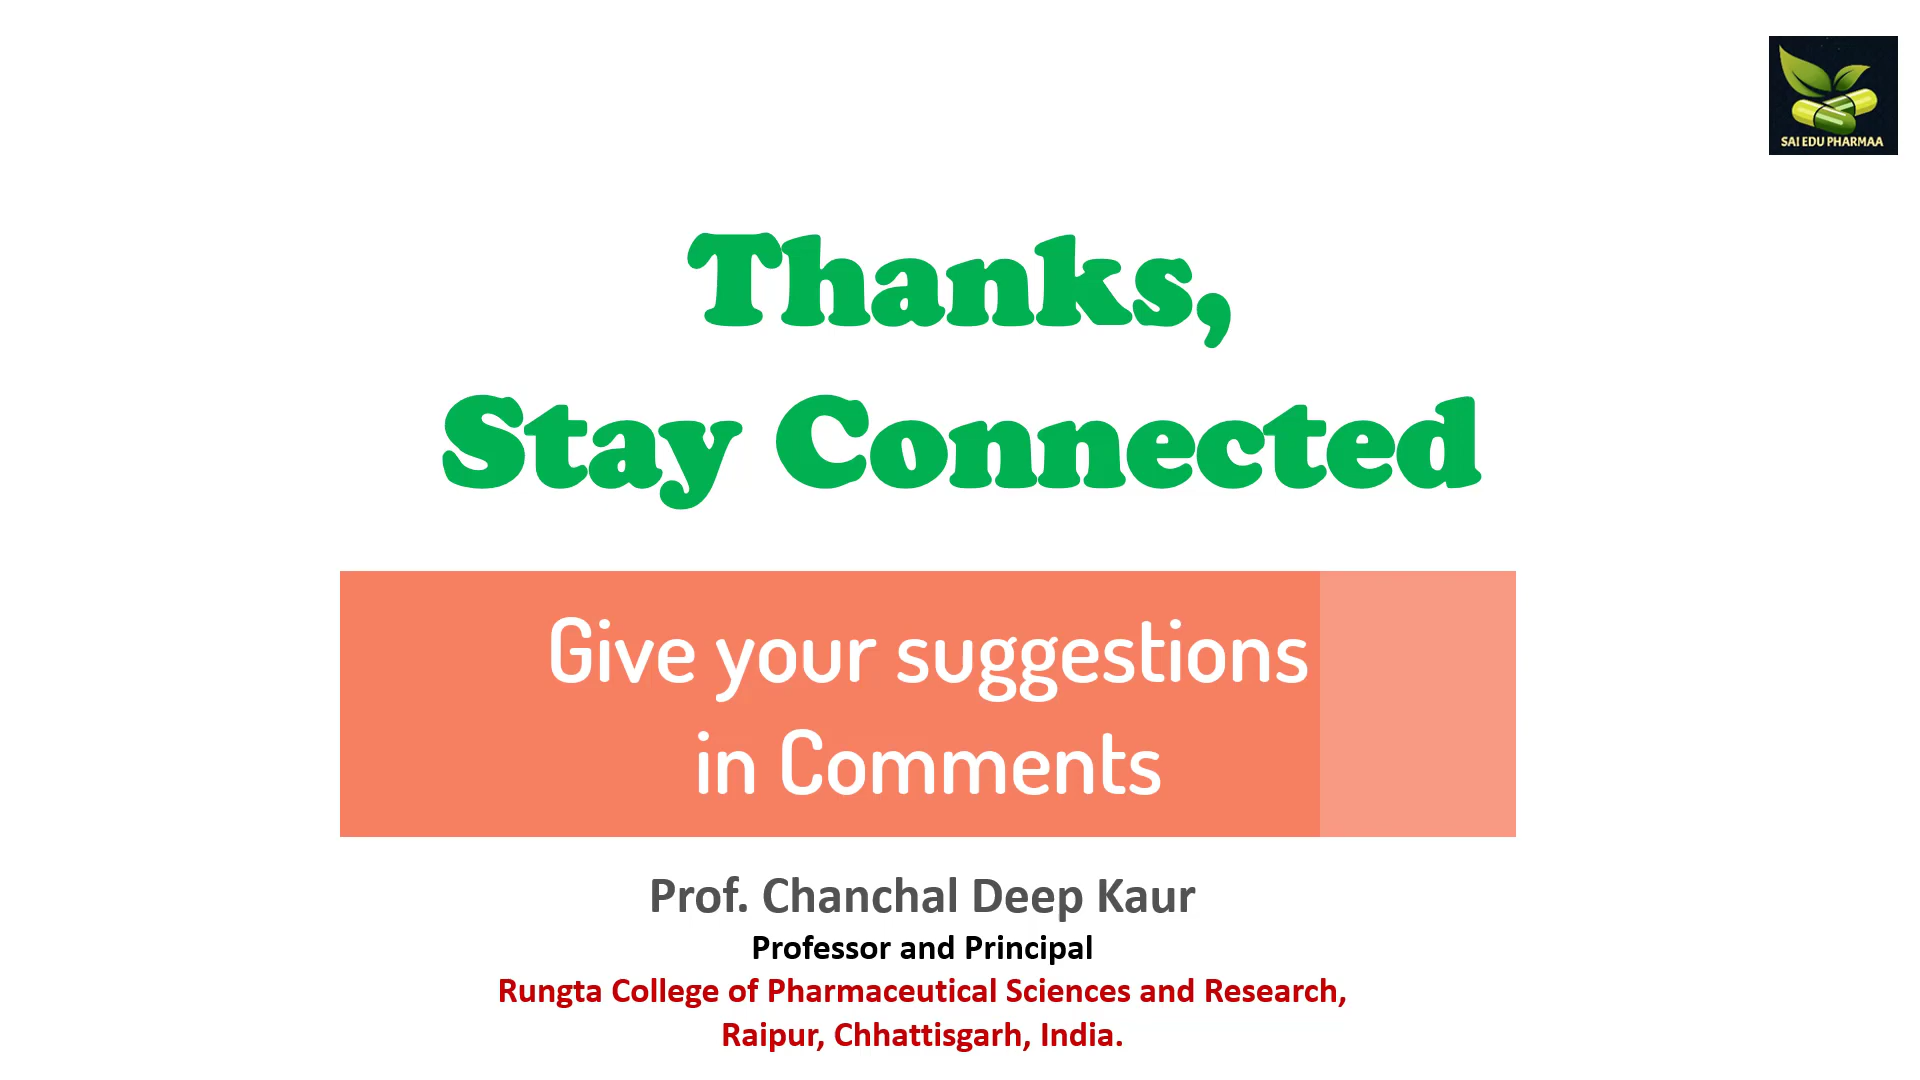 SAI EDU PHARMAA
Thanks,
Stay Connected
Give your suggestions
in Comments
Prof. Chanchal Deep Kaur
Professor and Principal
Rungta College of Pharmaceutical Sciences and Research,
Raipur, Chhattisgarh, India.